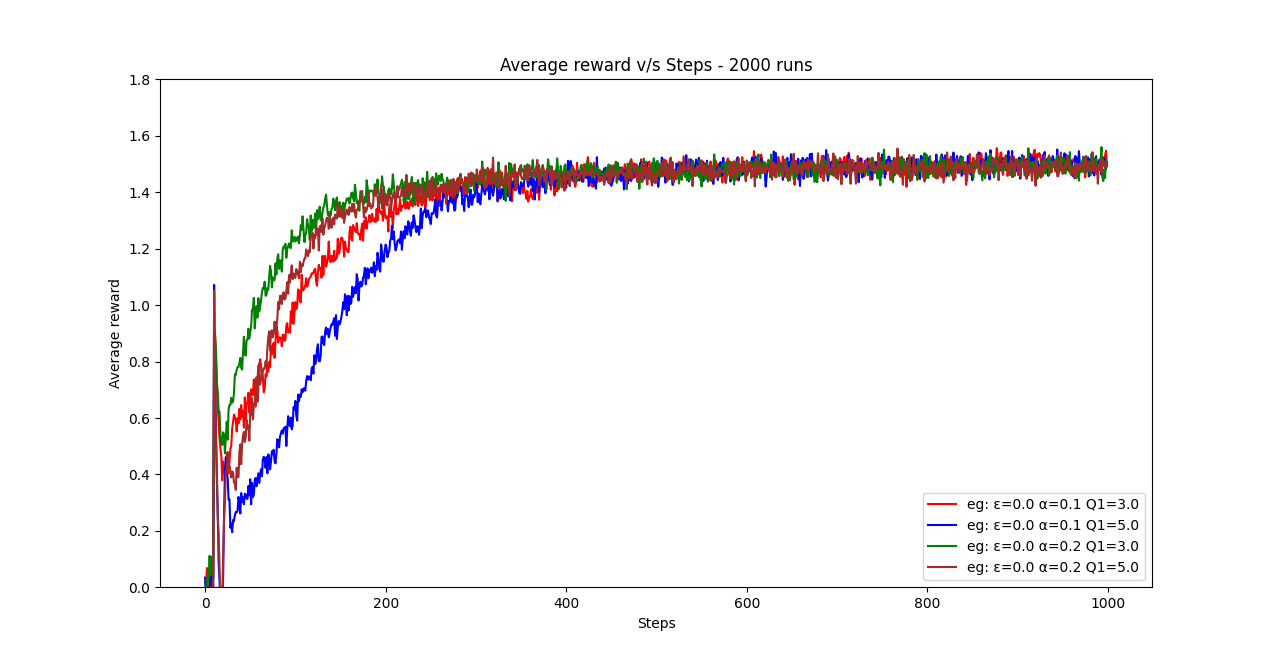 Average reward v/s Steps - 2000 runs
Average reward
1.8
1.6
1.4
1.2
1.0
0.8
0.6
0.4
0.2
0.0
0
200
400
600
800
1000
Steps
eg: ε=0.0 α=0.1 Q1=3.0
eg: ε=0.0 α=0.1 Q1=5.0
eg: ε=0.0 α=0.2 Q1=3.0
eg: ε=0.0 α=0.2 Q1=5.0